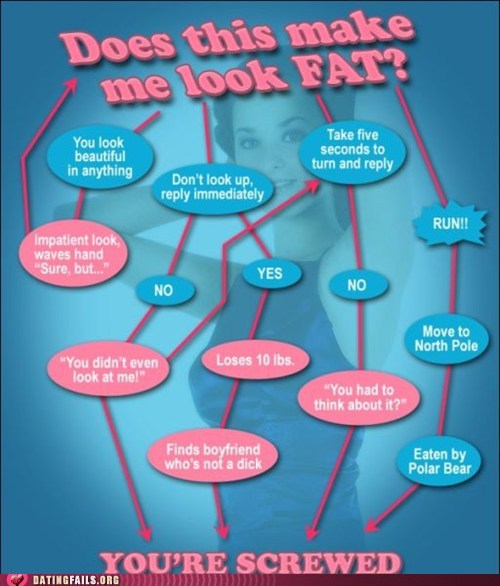 Does this make
me look FAT?
You look
beautiful
in anything
Don't look up,
reply immediately
Take five
seconds to
turn and reply
RUN!!
Impatient look,
waves hand
"Sure, but..."
NO
YES
NO
Move to
North Pole
"You didn't even
look at me!"
Loses 10 lbs.
"You had to
think about it?"
Finds boyfriend
who's not a dick
Eaten by
Polar Bear
YOU'RE SCREWED
DATINGFAILS.ORG